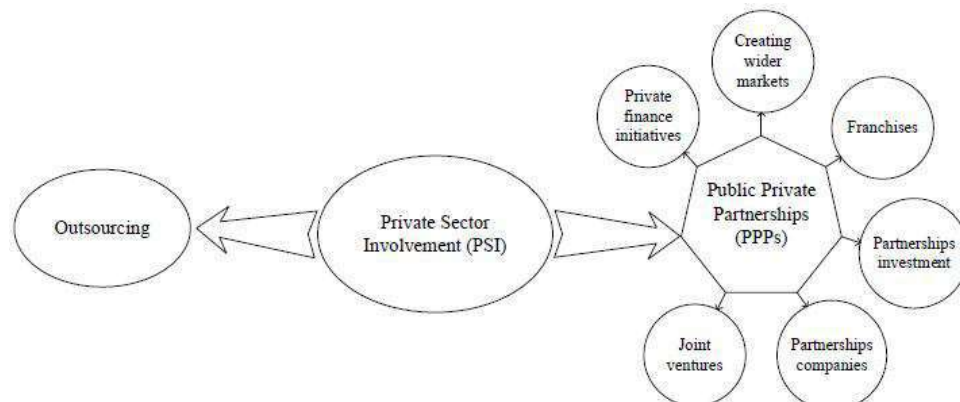 Outsourcing
Private Sector
Involvement (PSI)
Public Private
Partnerships
(PPPs)
Private
finance
initiatives
Creating
wider
markets
Franchises
Partnerships
investment
Partnerships
companies
Joint
ventures